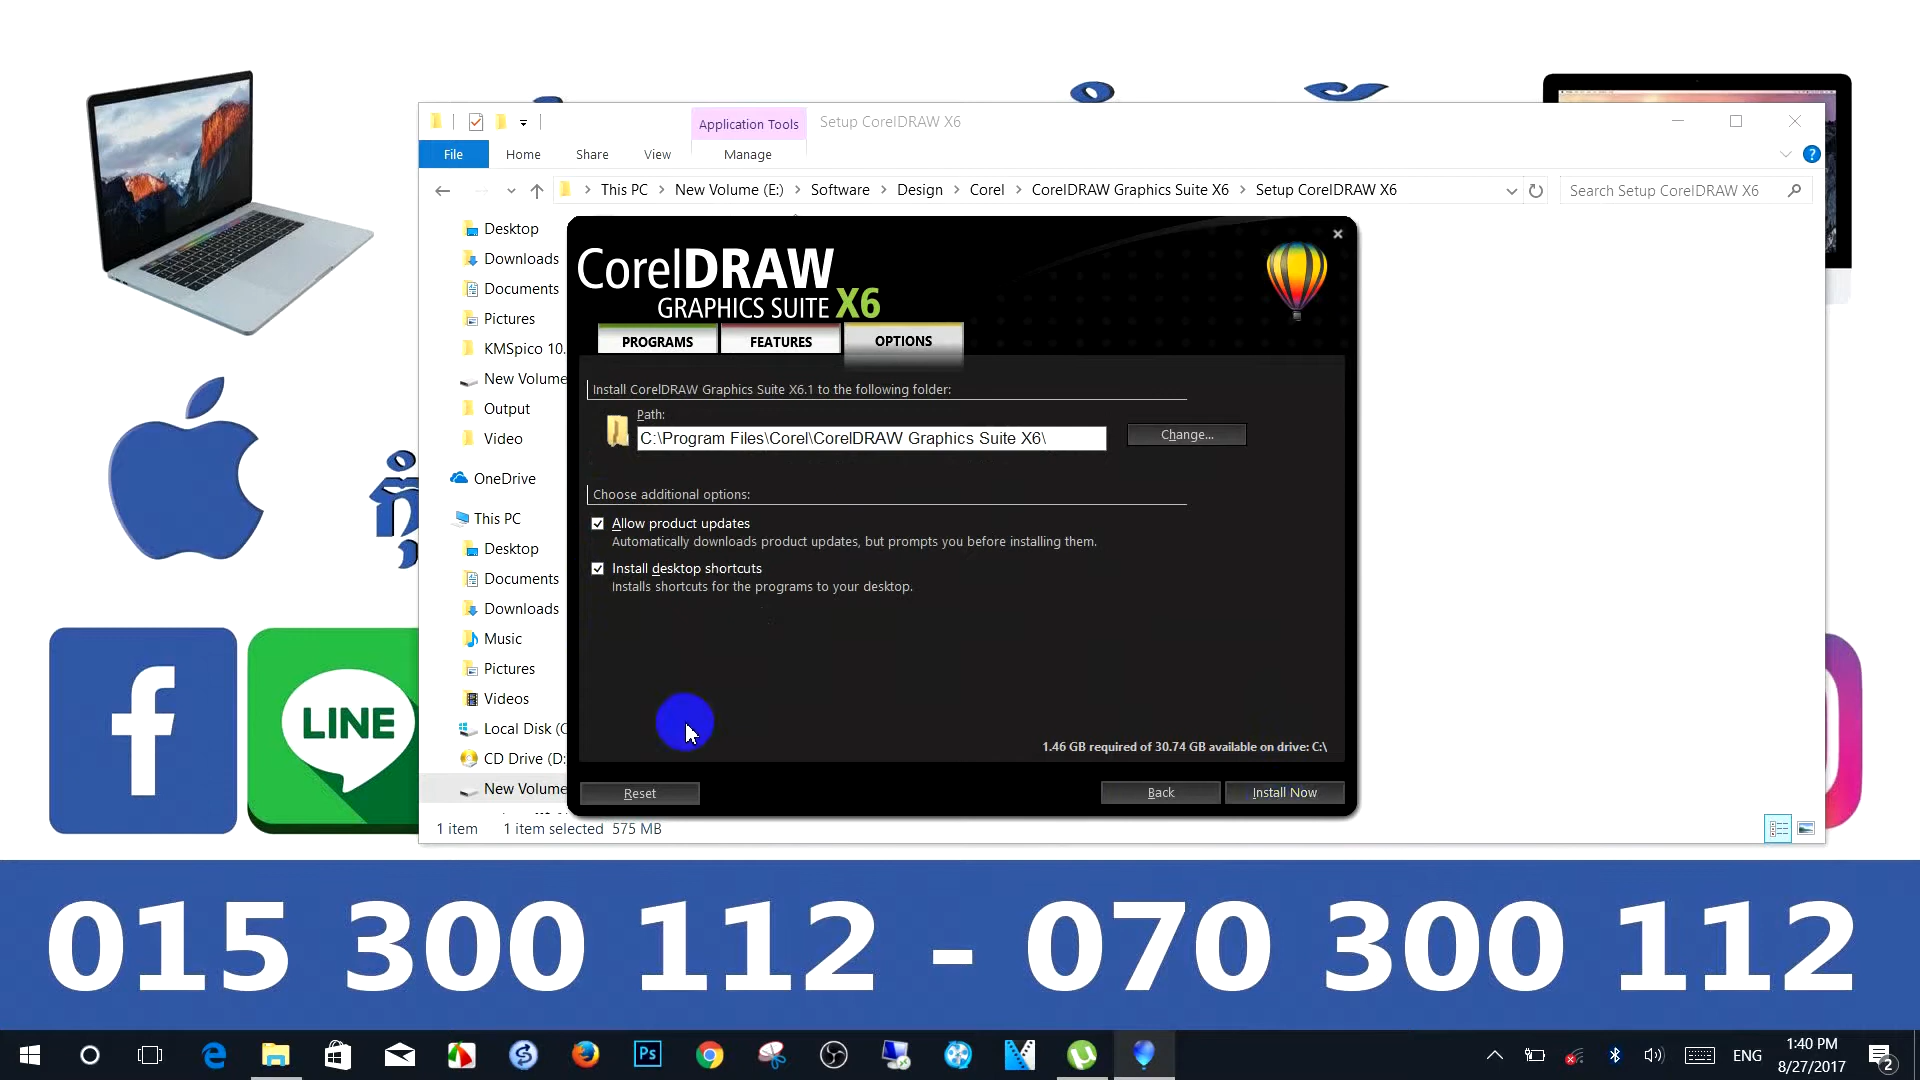 Application Tools
Setup CorelDRAW X6
File
Home
Share
View
Manage
This PC
New Volume (E:)
Software
Design
Corel
CorelDRAW Graphics Suite X6
Setup CorelDRAW X6
Search Setup CorelDRAW X6
Desktop
Downloads
Documents
Pictures
KMSpico 10.
New Volume
Output
Video
OneDrive
This PC
Desktop
Documents
Downloads
Music
Pictures
Videos
Local Disk (C
CD Drive (D:
New Volume
1 item
1 item selected 575 MB
CorelDRAW
GRAPHICS SUITE X6
PROGRAMS
FEATURES
OPTIONS
Install CorelDRAW Graphics Suite X6.1 to the following folder:
Path:
C:\Program Files\Corel\CorelDRAW Graphics Suite X6\
Change...
Choose additional options:
Allow product updates
Automatically downloads product updates, but prompts you before installing them.
Install desktop shortcuts
Installs shortcuts for the programs to your desktop.
1.46 GB required of 30.74 GB available on drive: C:\
Reset
Back
Install Now
LINE
015 300 112 - 070 300 112
Ps
ENG
1:40 PM
8/27/2017
2